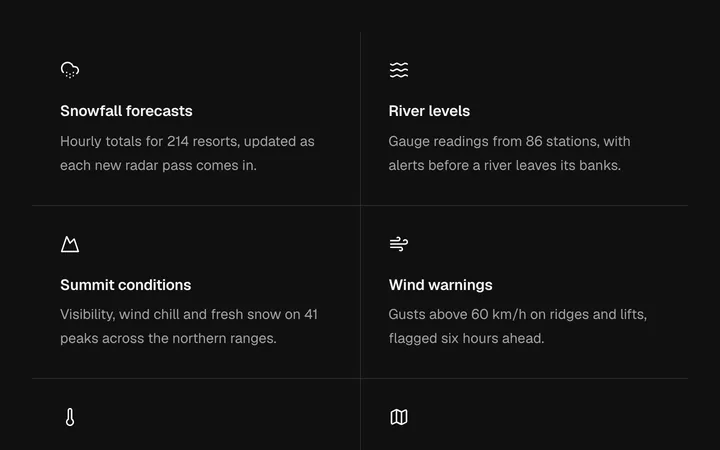 Snowfall forecasts
Hourly totals for 214 resorts, updated as
each new radar pass comes in.
River levels
Gauge readings from 86 stations, with
alerts before a river leaves its banks.
Summit conditions
Visibility, wind chill and fresh snow on 41
peaks across the northern ranges.
Wind warnings
Gusts above 60 km/h on ridges and lifts,
flagged six hours ahead.